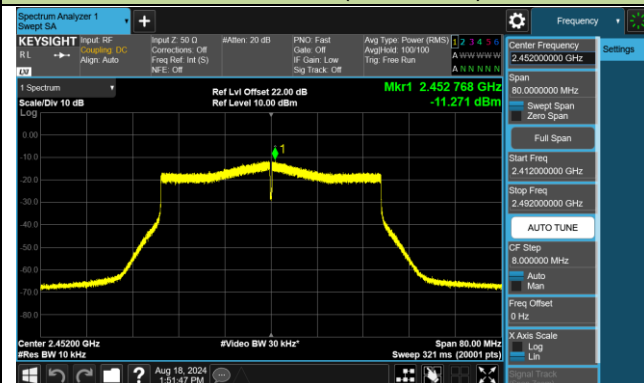 Spectrum Analyzer 1
Swept SA
Frequency
KEYSIGHT
RL
LXI
Input: RF
Coupling: DC
Align: Auto
Input Z: 50 Ω
Corrections: Off
Freq Ref: Int (S)
NFE: Off
#Atten: 20 dB
PNO: Fast
Gate: Off
IF Gain: Low
Sig Track: Off
Avg Type: Power (RMS)
Avg|Hold: 100/100
Trig: Free Run
1 2 3 4 5 6
A W W W W W
A N N N N N
1 Spectrum
Scale/Div 10 dB
Log
Ref Lvl Offset 22.00 dB
Ref Level 10.00 dBm
Mkr1 2.452 768 GHz
-11.271 dBm
0.00
-10.0
-20.0
-30.0
-40.0
-50.0
-60.0
-70.0
-80.0
1
Center 2.45200 GHz
#Res BW 10 kHz
#Video BW 30 kHz*
Span 80.00 MHz
Sweep 321 ms (20001 pts)
Aug 18, 2024
1:51:47 PM
Settings
Center Frequency
2.452000000 GHz
Span
80.0000000 MHz
Swept Span
Zero Span
Full Span
Start Freq
2.412000000 GHz
Stop Freq
2.492000000 GHz
AUTO TUNE
CF Step
8.000000 MHz
Auto
Man
Freq Offset
0 Hz
X Axis Scale
Log
Lin
Signal Track